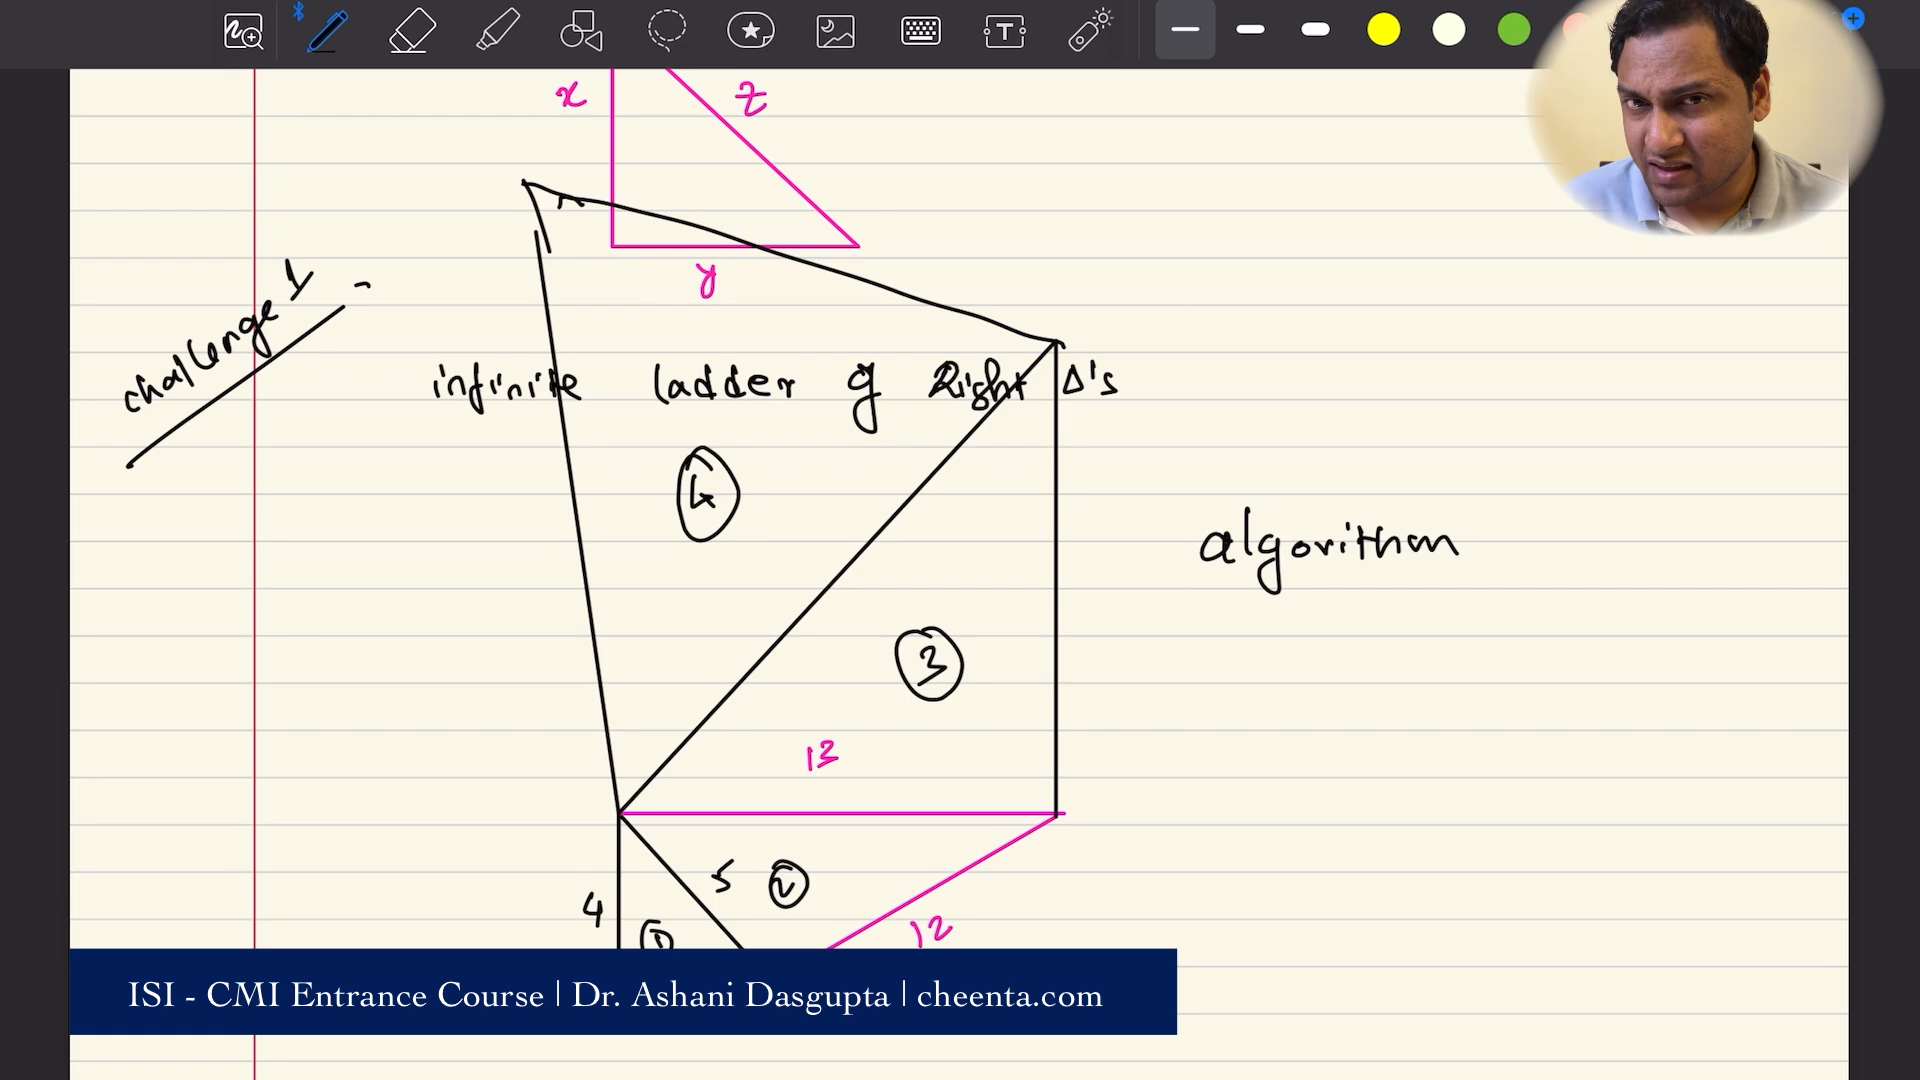 T
x
z
y
challenge 1
infinite ladder of Right Δ's
4
algorithm
3
13
5 2
4
1
12
ISI - CMI Entrance Course | Dr. Ashani Dasgupta | cheenta.com